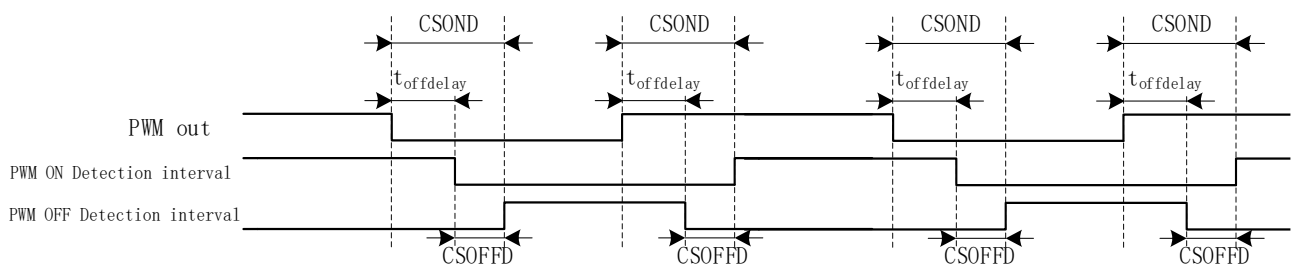 CSOND CSOND CSOND CSOND
toffdelay toffdelay toffdelay toffdelay
PWM out
PWM ON Detection interval
PWM OFF Detection interval
CSOFFD CSOFFD CSOFFD CSOFFD